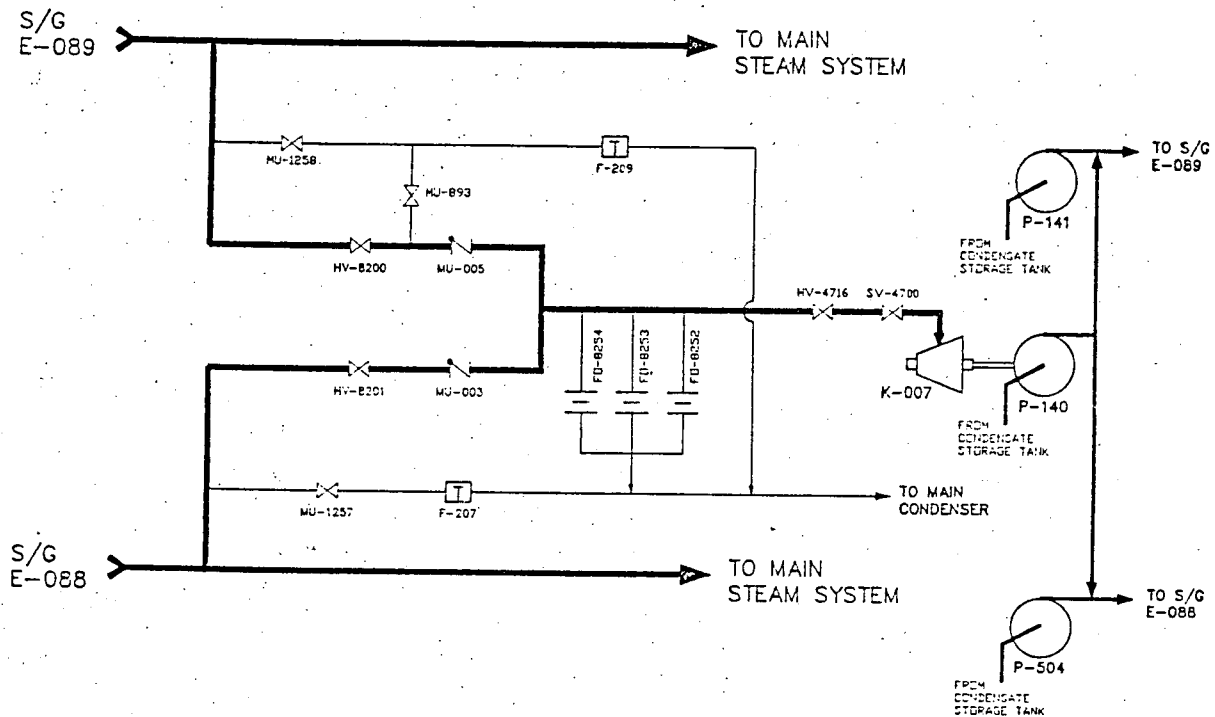 S/G
E-089
TO MAIN
STEAM SYSTEM
MU-1258
T
F-209
MU-893
HV-8200
MU-005
TO S/G
E-089
P-141
FROM
CONDENSATE
STORAGE TANK
HV-4716
SV-4700
FO-8254
FO-8253
FO-8252
HV-8201
MU-003
K-007
P-140
FROM
CONDENSATE
STORAGE TANK
MU-1257
T
F-207
TO MAIN
CONDENSER
S/G
E-088
TO MAIN
STEAM SYSTEM
TO S/G
E-088
P-504
FROM
CONDENSATE
STORAGE TANK